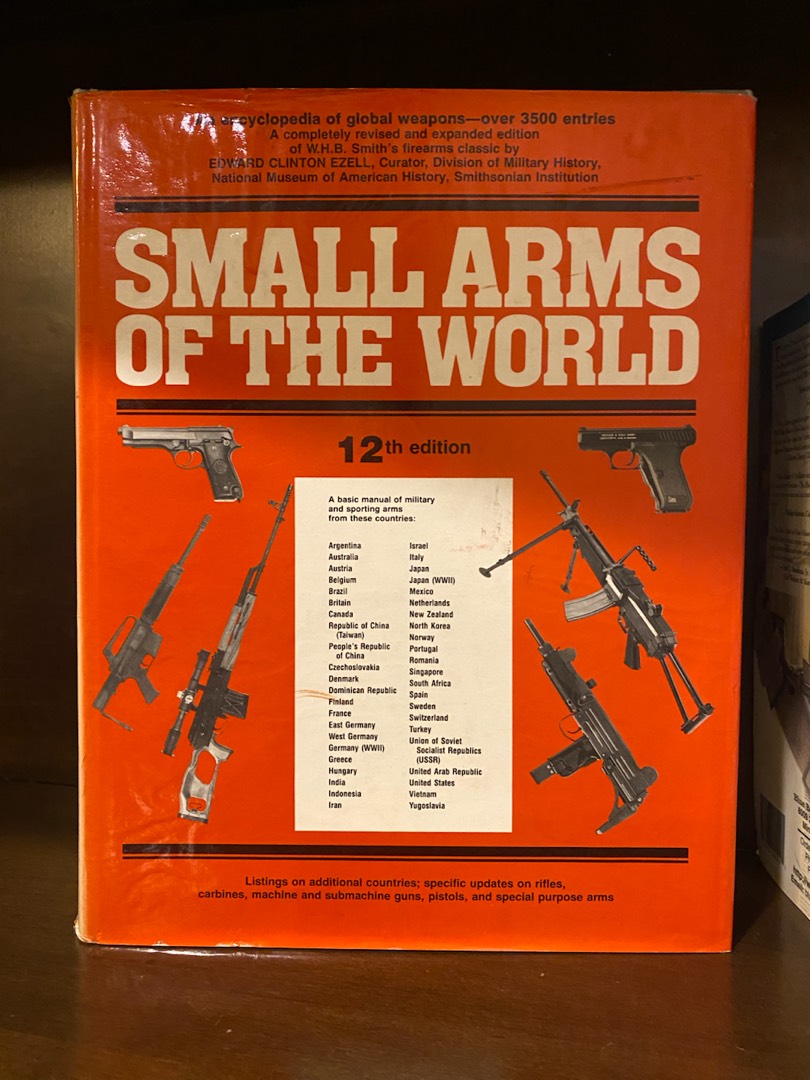 encyclopedia of global weapons—over 3500 entries
A completely revised and expanded edition
of W.H.B. Smith's firearms classic by
EDWARD CLINTON EZELL, Curator, Division of Military History,
National Museum of American History, Smithsonian Institution
SMALL ARMS
OF THE WORLD
12th edition
A basic manual of military
and sporting arms
from these countries:
Argentina
Australia
Austria
Belgium
Brazil
Britain
Canada
Republic of China
(Taiwan)
People's Republic
of China
Czechoslovakia
Denmark
Dominican Republic
Finland
France
East Germany
West Germany
Germany (WWII)
Greece
Hungary
India
Indonesia
Iran
Israel
Italy
Japan
Japan (WWII)
Mexico
Netherlands
New Zealand
North Korea
Norway
Portugal
Romania
Singapore
South Africa
Spain
Sweden
Switzerland
Turkey
Union of Soviet
Socialist Republics
(USSR)
United Arab Republic
United States
Vietnam
Yugoslavia
Listings on additional countries; specific updates on rifles,
carbines, machine and submachine guns, pistols, and special purpose arms